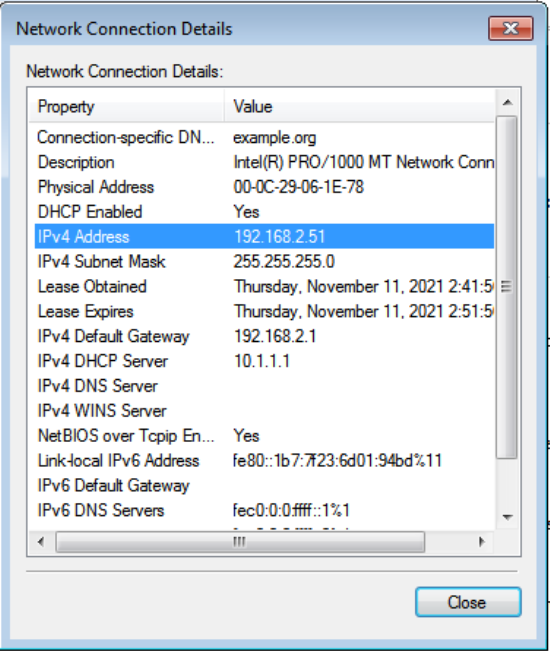 Network Connection Details
Network Connection Details:
Property Value
Connection-specific DN... example.org
Description Intel(R) PRO/1000 MT Network Conn
Physical Address 00-0C-29-06-1E-78
DHCP Enabled Yes
IPv4 Address 192.168.2.51
IPv4 Subnet Mask 255.255.255.0
Lease Obtained Thursday, November 11, 2021 2:41:5
Lease Expires Thursday, November 11, 2021 2:51:5
IPv4 Default Gateway 192.168.2.1
IPv4 DHCP Server 10.1.1.1
IPv4 DNS Server
IPv4 WINS Server
NetBIOS over Tcpip En... Yes
Link-local IPv6 Address fe80::1b7:7f23:6d01:94bd%11
IPv6 Default Gateway
IPv6 DNS Servers fec0:0:0:ffff::1%1
Close